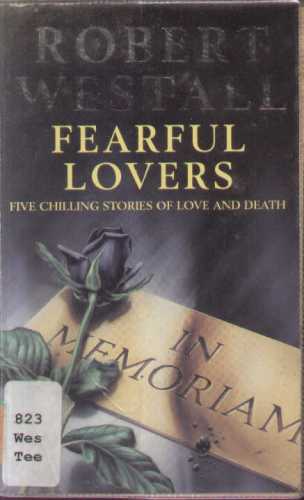 ROBERT
WESTALL
FEARFUL
LOVERS
FIVE CHILLING STORIES OF LOVE AND DEATH
IN
MEMORIAM
823
Wes
Tee